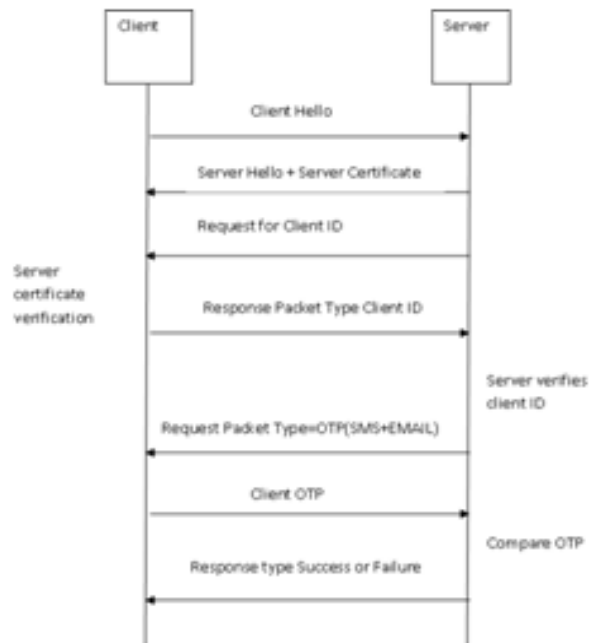 Client
Server
Client Hello
Server Hello + Server Certificate
Request for Client ID
Server
certificate
verification
Response Packet Type Client ID
Server verifies
client ID
Request Packet Type=OTP(SMS+EMAIL)
Client OTP
Compare OTP
Response type Success or Failure